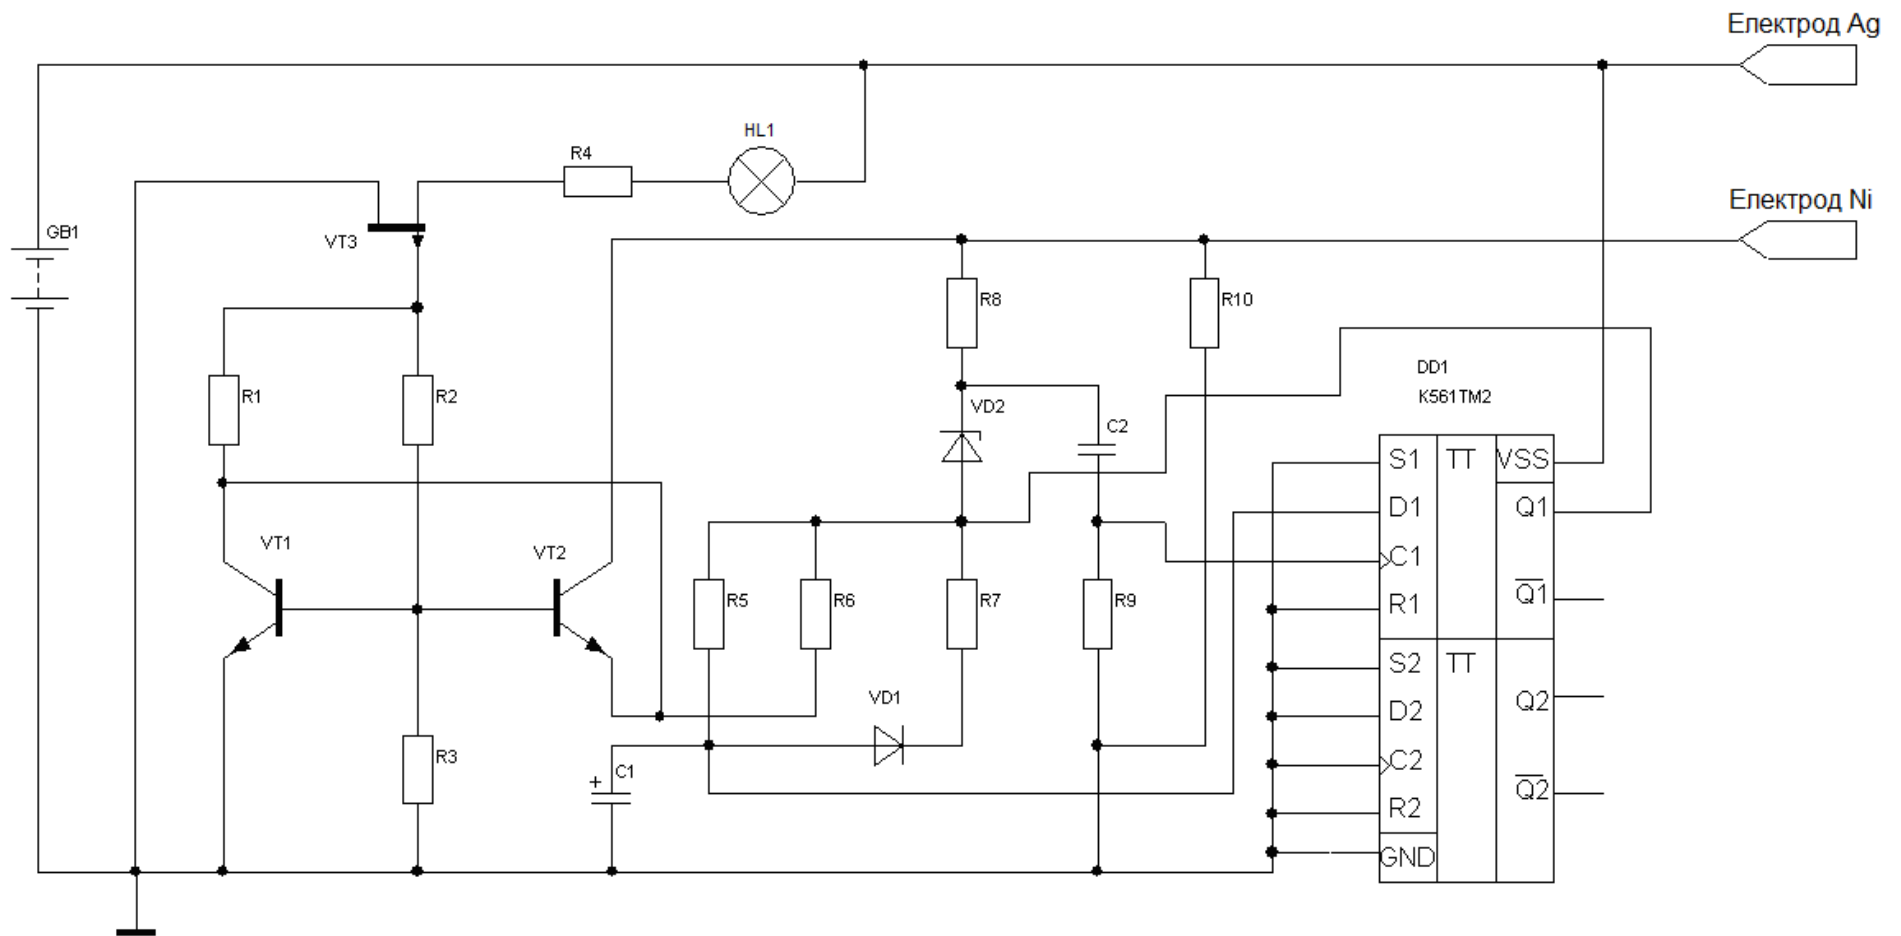 Електрод Ag
HL1
R4
Електрод Ni
GB1
VT3
R8
R10
DD1
K561TM2
R1
R2
VD2
C2
S1
TT
VSS
D1
Q1
VT1
VT2
C1
R5
R6
R7
R9
R1
Q1
S2
TT
VD1
D2
Q2
R3
C1
+
C2
Q2
R2
GND